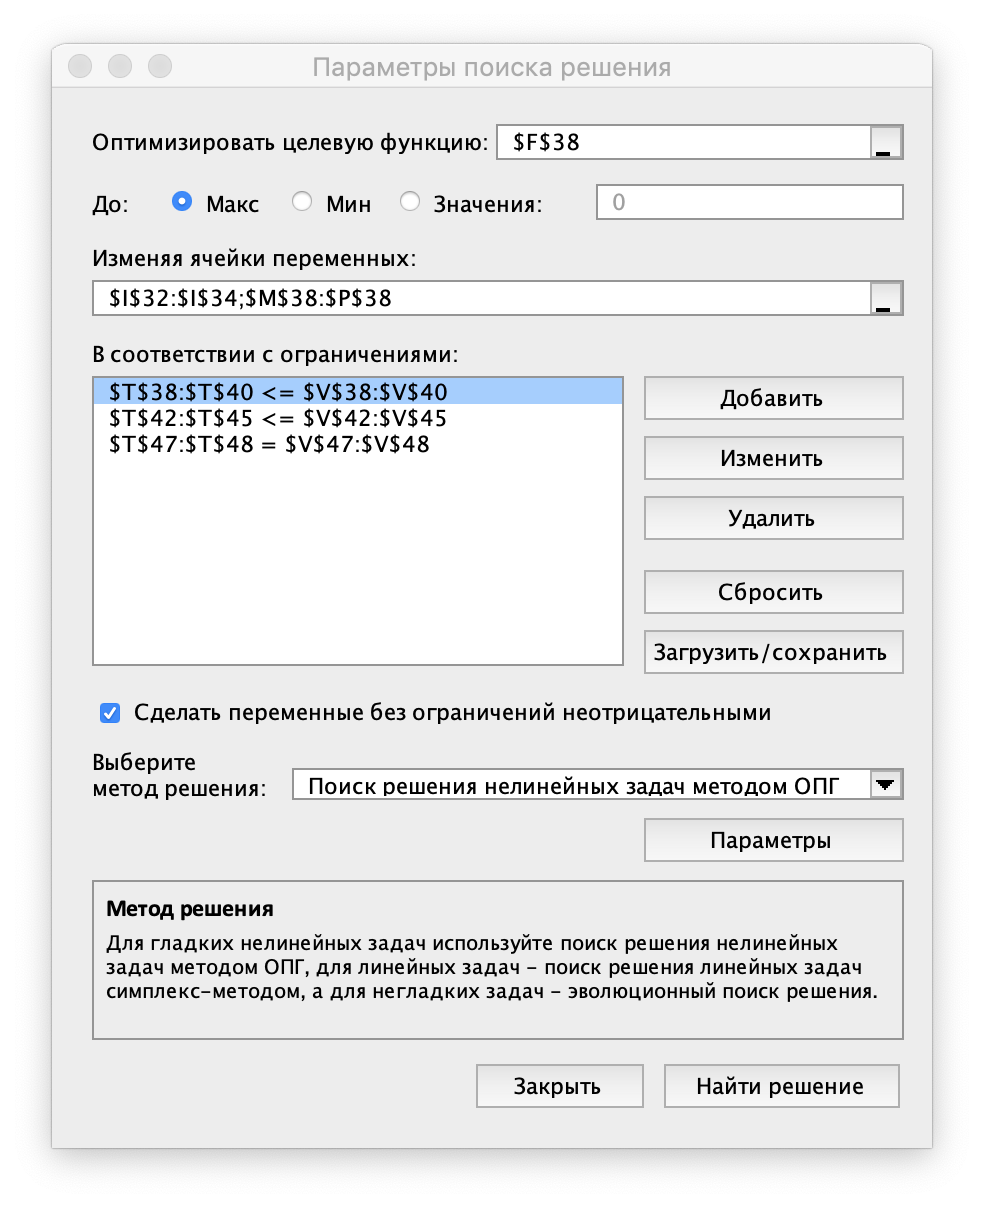 Параметры поиска решения
Оптимизировать целевую функцию: $F$38
До: Макс Мин Значения: 0
Изменяя ячейки переменных:
$I$32:$I$34;$M$38:$P$38
В соответствии с ограничениями:
$T$38:$T$40 <= $V$38:$V$40
$T$42:$T$45 <= $V$42:$V$45
$T$47:$T$48 = $V$47:$V$48
Добавить
Изменить
Удалить
Сбросить
Загрузить/сохранить
Сделать переменные без ограничений неотрицательными
Выберите
метод решения: Поиск решения нелинейных задач методом ОПГ
Параметры
Метод решения
Для гладких нелинейных задач используйте поиск решения нелинейных
задач методом ОПГ, для линейных задач – поиск решения линейных задач
симплекс–методом, а для негладких задач – эволюционный поиск решения.
Закрыть Найти решение